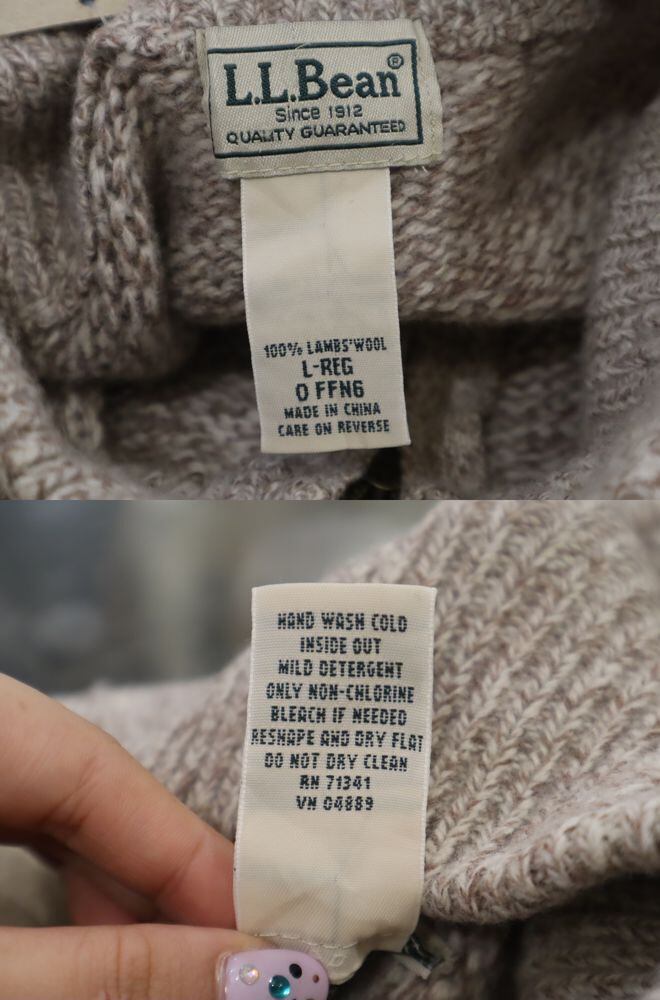 L.L.Bean®
Since 1912
QUALITY GUARANTEED
100% LAMBS' WOOL
L-REG
0 FFN6
MADE IN CHINA
CARE ON REVERSE
HAND WASH COLD
INSIDE OUT
MILD DETERGENT
ONLY NON-CHLORINE
BLEACH IF NEEDED
RESHAPE AND DRY FLAT
DO NOT DRY CLEAN
RN 71341
VN 04889